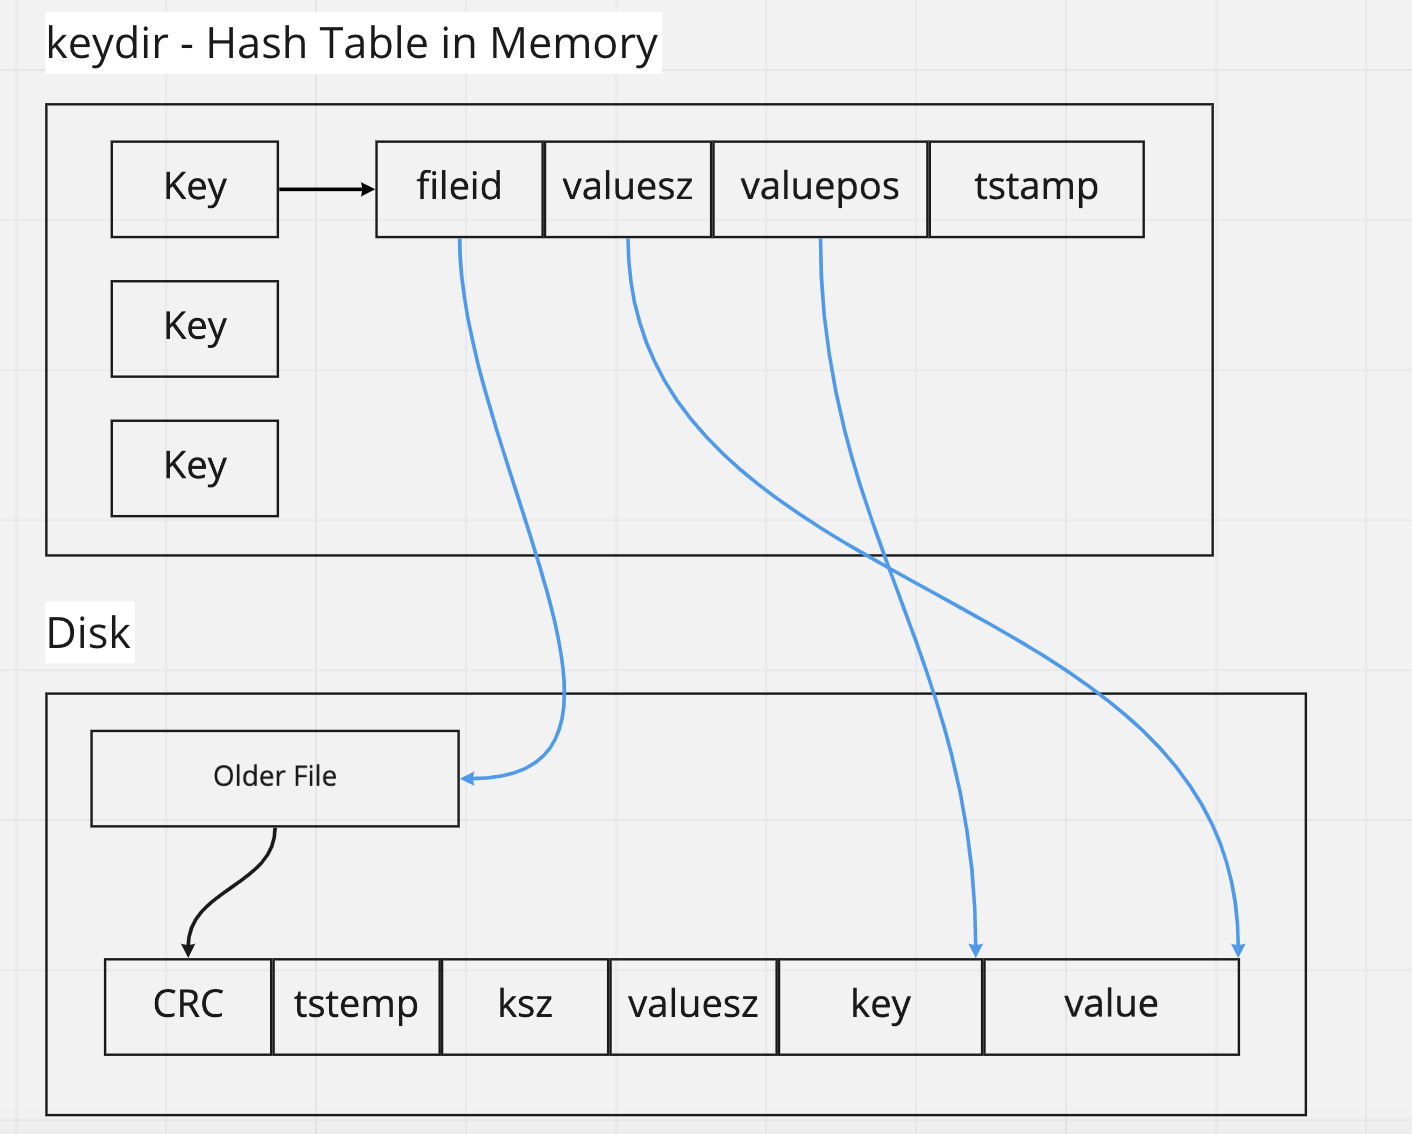 keydir - Hash Table in Memory
Key
fileid
valuesz
valuepos
tstamp
Key
Key
Disk
Older File
CRC
tstemp
ksz
valuesz
key
value